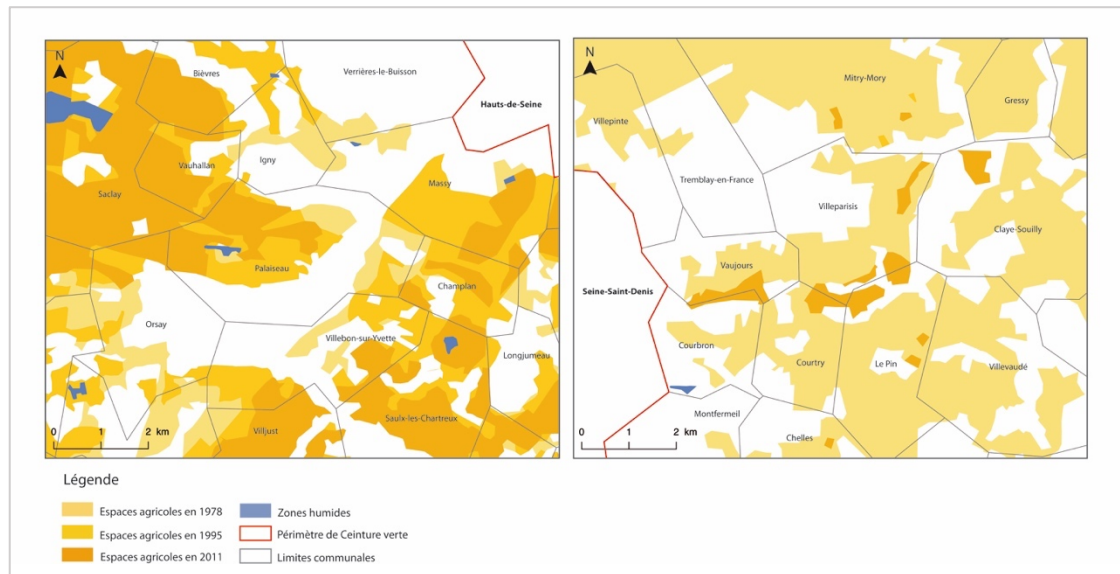 N
Bièvres
Verrières-le-Buisson
Hauts-de-Seine
Vauhallan
Igny
Massy
Saclay
Palaiseau
Champlan
Orsay
Villebon-sur-Yvette
Longjumeau
Saulx-les-Chartreux
Villjust
0 1 2 km
N
Mitry-Mory
Gressy
Villepinte
Tremblay-en-France
Villeparisis
Claye-Souilly
Vaujours
Seine-Saint-Denis
Courbron
Courtry
Le Pin
Villevaudé
Montfermeil
Chelles
0 1 2 km
Légende
Espaces agricoles en 1978
Espaces agricoles en 1995
Espaces agricoles en 2011
Zones humides
Périmètre de Ceinture verte
Limites communales